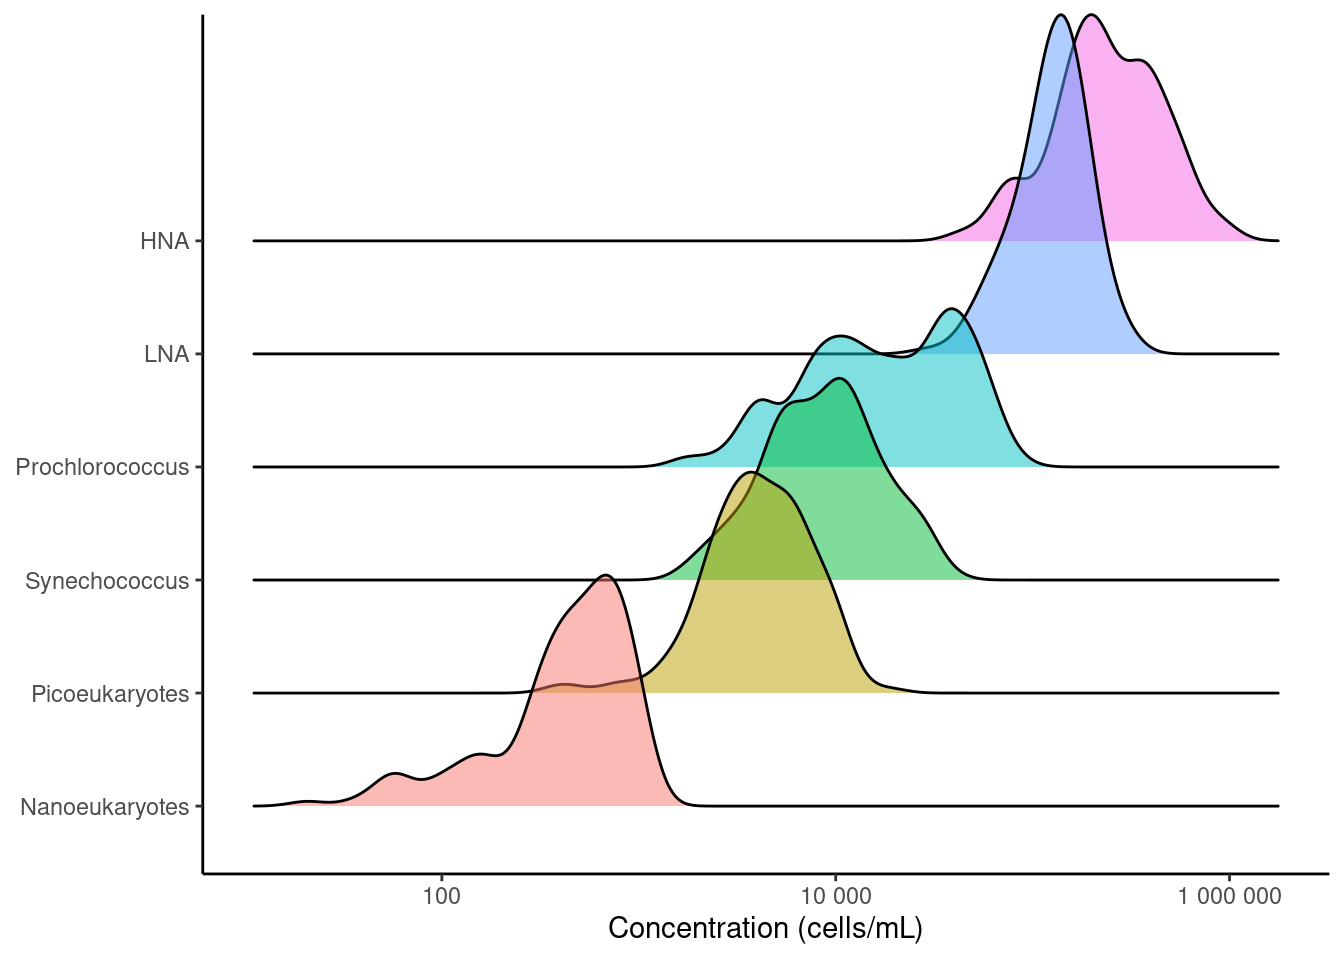 HNA
LNA
Prochlorococcus
Synechococcus
Picoeukaryotes
Nanoeukaryotes
100 10 000 1 000 000
Concentration (cells/mL)